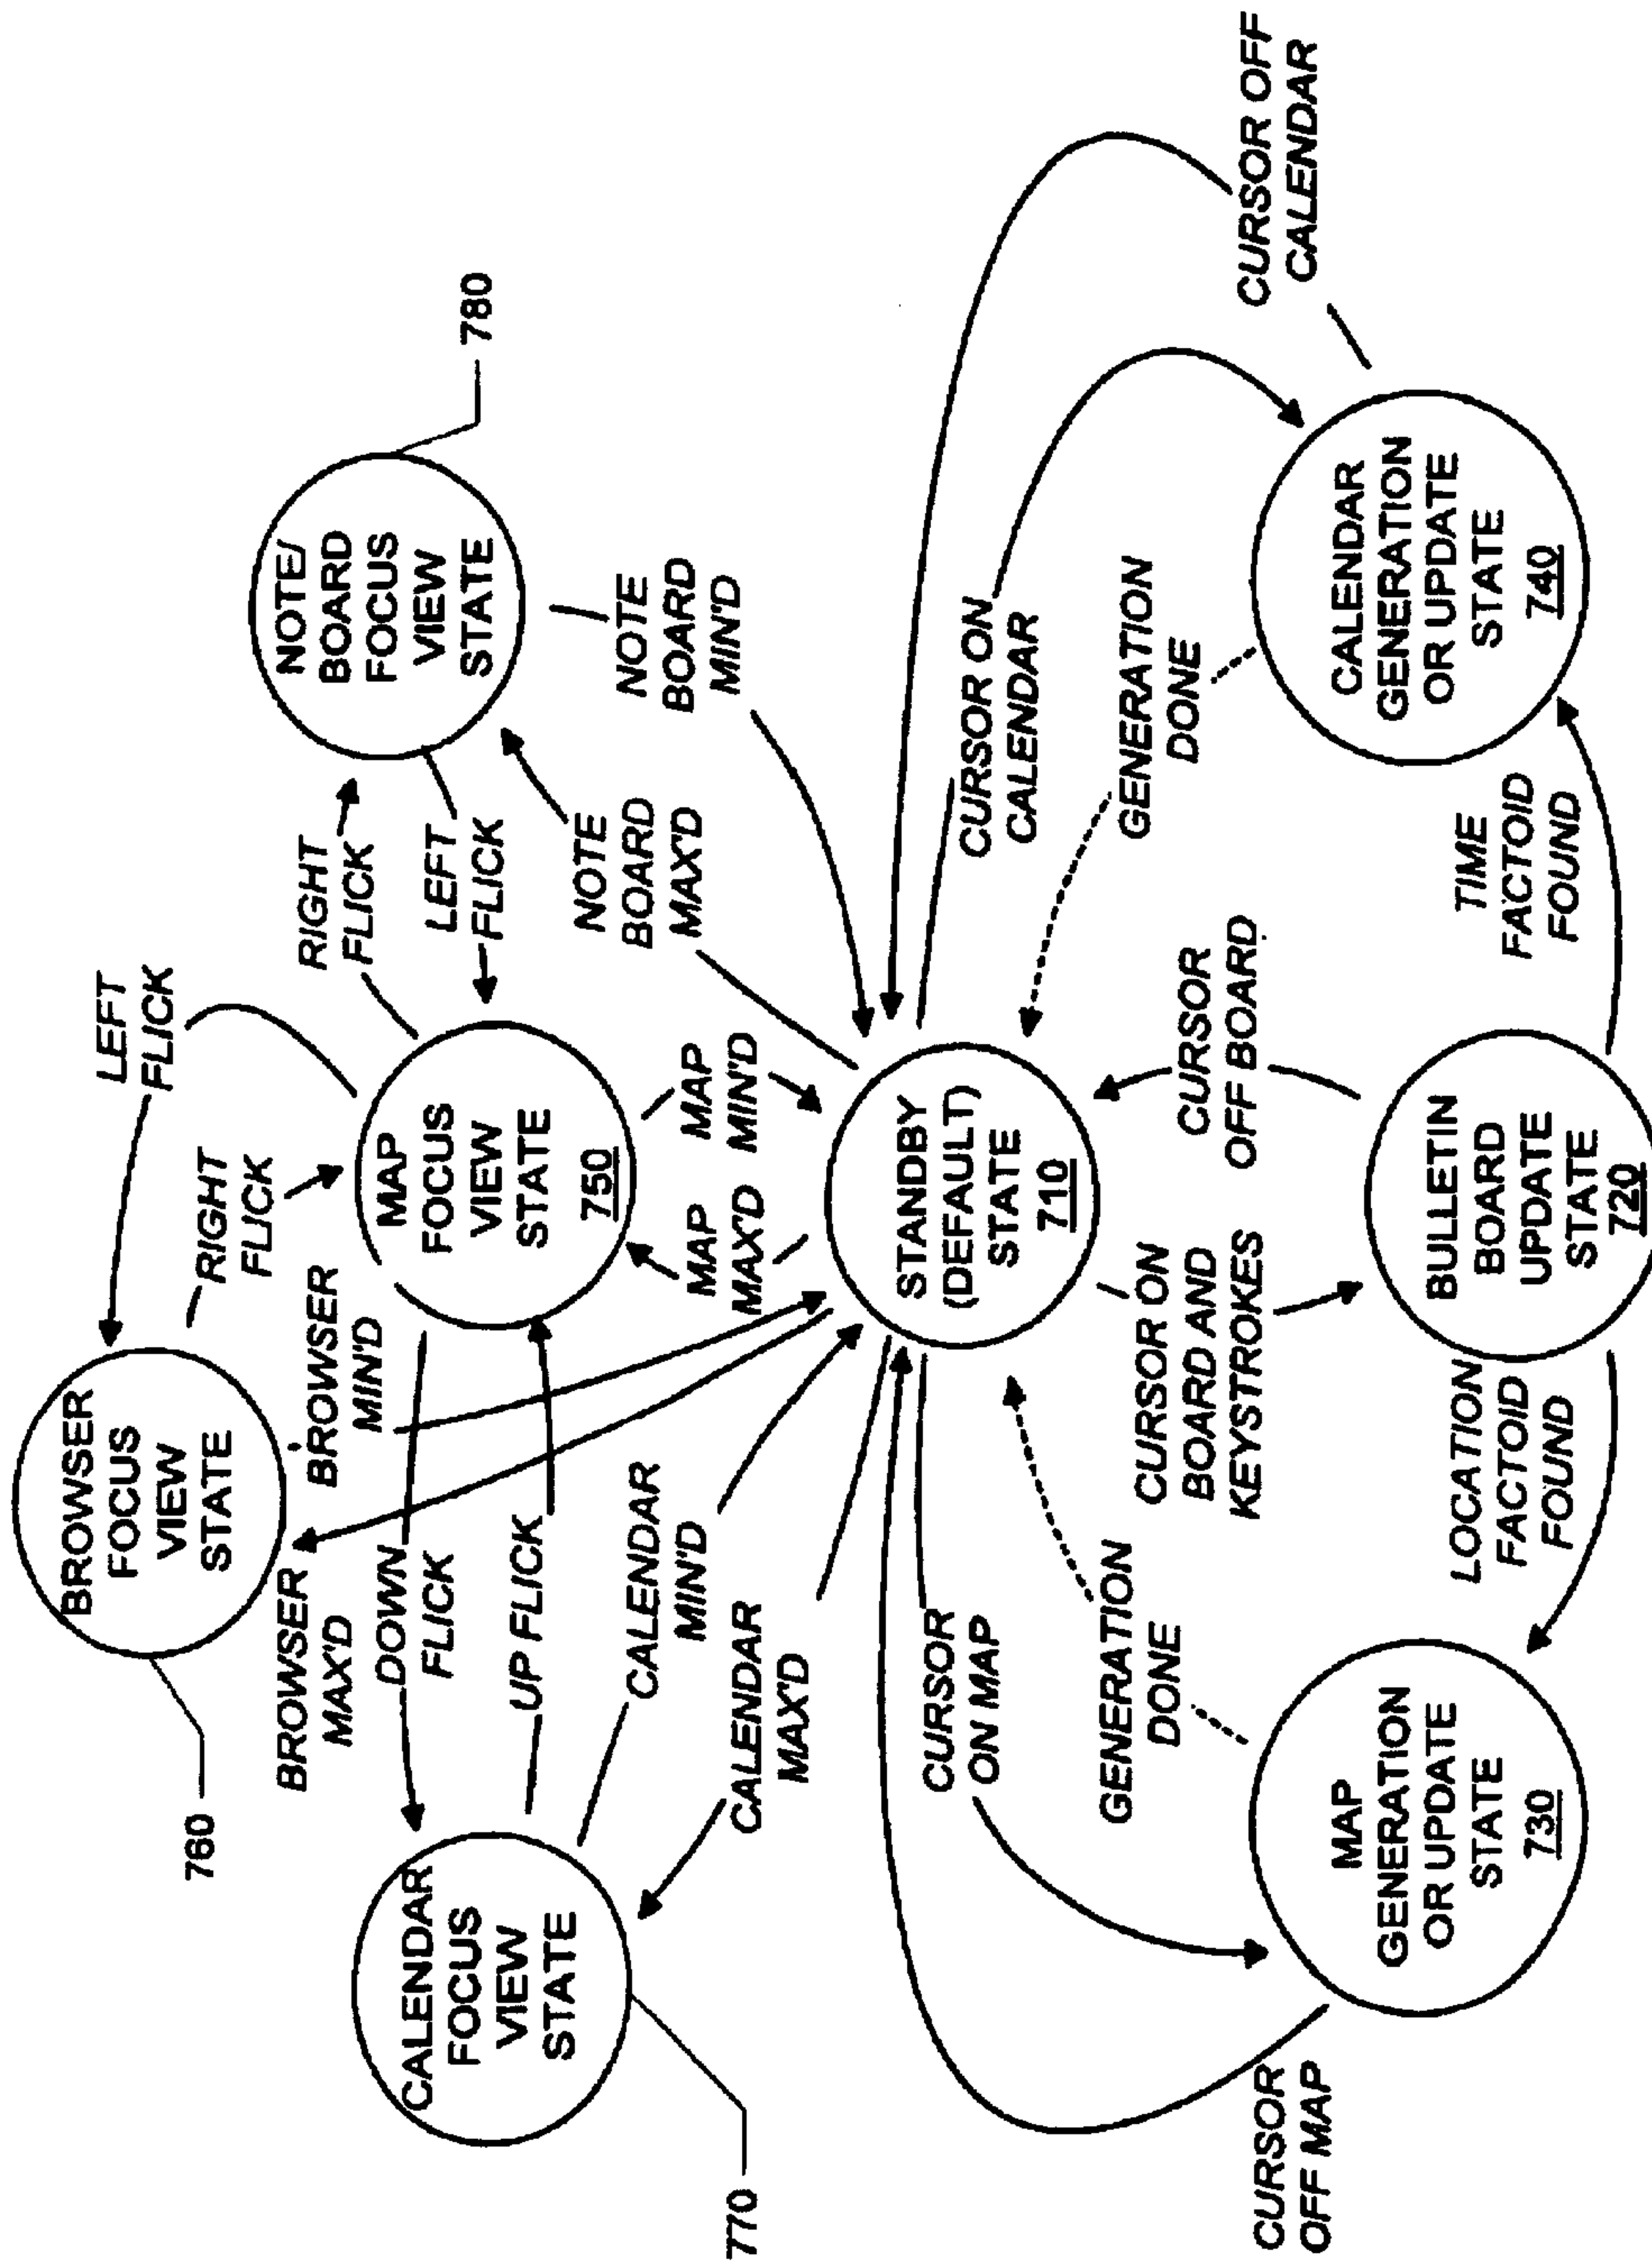 BROWSER
FOCUS
VIEW
STATE
760
LEFT
FLICK
RIGHT
FLICK
BROWSER
MIN'D
BROWSER
MAX'D
CALENDAR
FOCUS
VIEW
STATE
770
DOWN
FLICK
UP FLICK
MAP
FOCUS
VIEW
STATE
750
RIGHT
FLICK
LEFT
FLICK
NOTE/
BOARD
FOCUS
VIEW
STATE
780
CALENDAR
MIN'D
CALENDAR
MAX'D
MAP
MAX'D
MAP
MIN'D
NOTE
BOARD
MAX'D
NOTE
BOARD
MIN'D
STANDBY
(DEFAULT)
STATE
710
CURSOR
ON MAP
CURSOR ON
CALENDAR
GENERATION
DONE
CURSOR ON
BOARD AND
KEYSTROKES
CURSOR
OFF BOARD
GENERATION
DONE
CURSOR
OFF MAP
CURSOR OFF
CALENDAR
MAP
GENERATION
OR UPDATE
STATE
730
LOCATION
FACTOID
FOUND
BULLETIN
BOARD
UPDATE
STATE
720
TIME
FACTOID
FOUND
CALENDAR
GENERATION
OR UPDATE
STATE
740